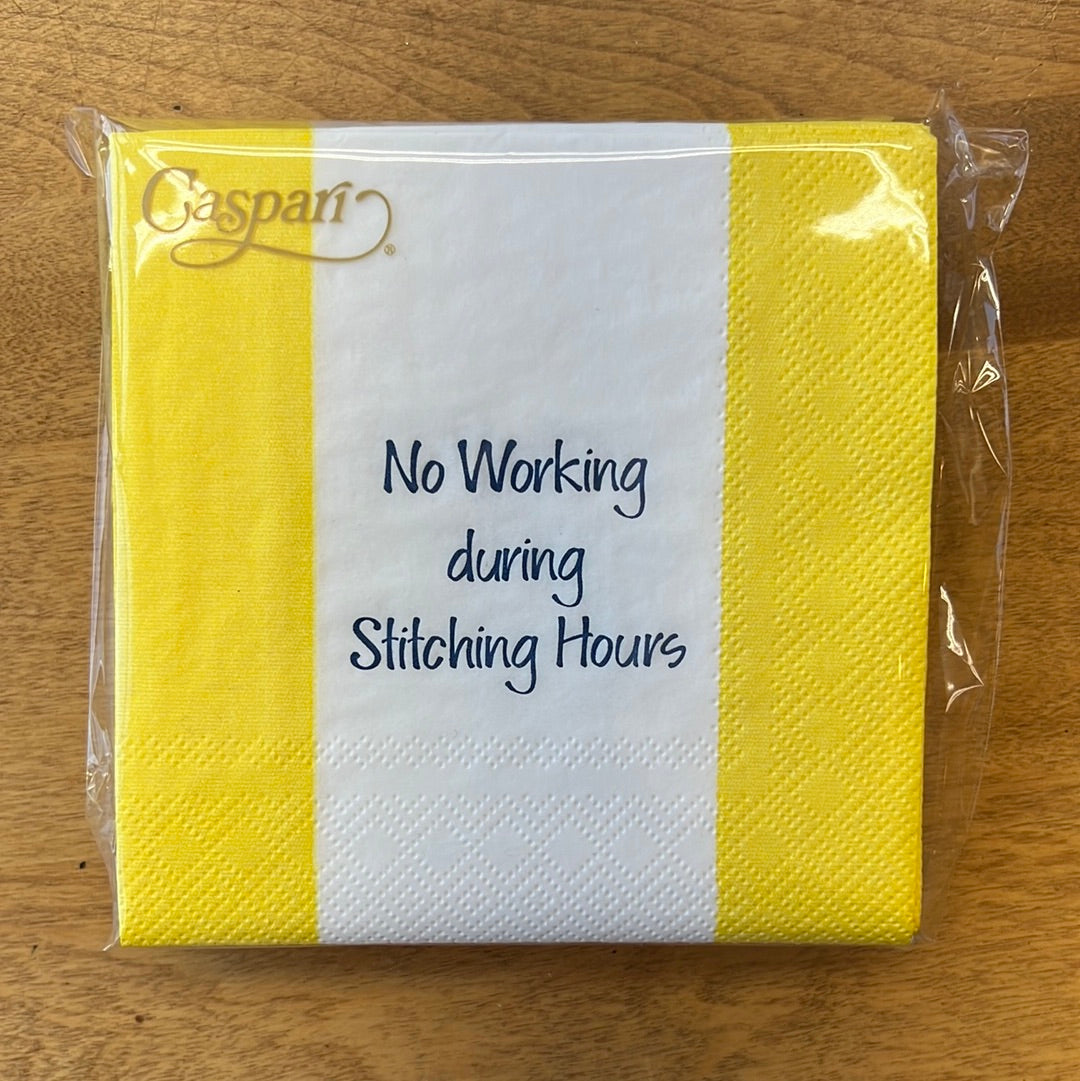 Caspari®
No Working
during
Stitching Hours